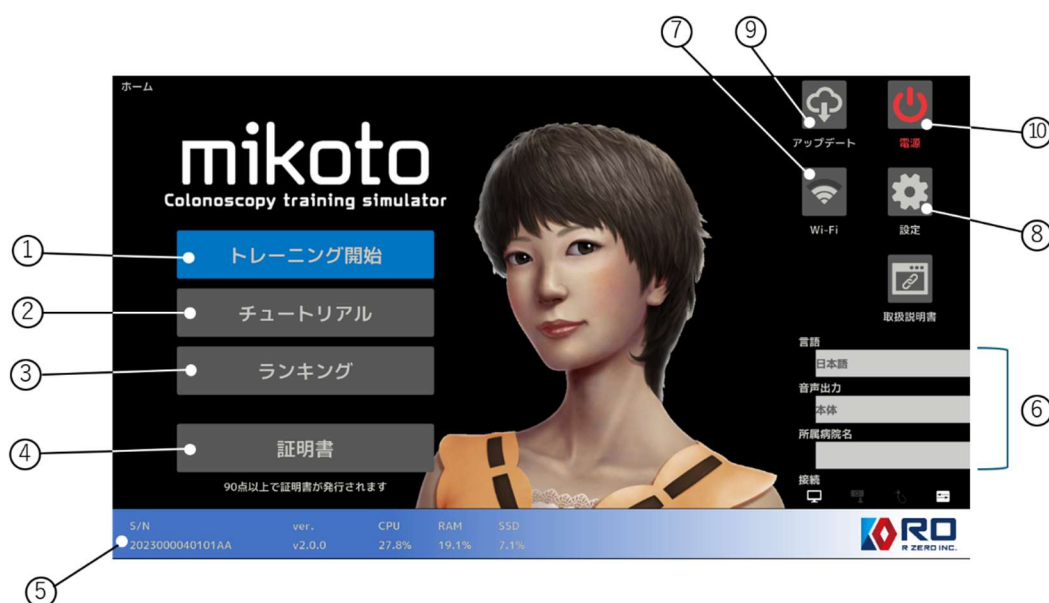 ⑦
⑨
ホーム
mikoto
Colonoscopy training simulator
アップデート
電源
⑩
Wi-Fi
設定
⑧
①
トレーニング開始
②
チュートリアル
取扱説明書
③
ランキング
言語
日本語
音声出力
本体
⑥
所属病院名
④
証明書
90点以上で証明書が発行されます
接続
S/N ver. CPU RAM SSD
2023000040101AA v2.0.0 27.8% 19.1% 7.1%
RO
R ZERO INC.
⑤